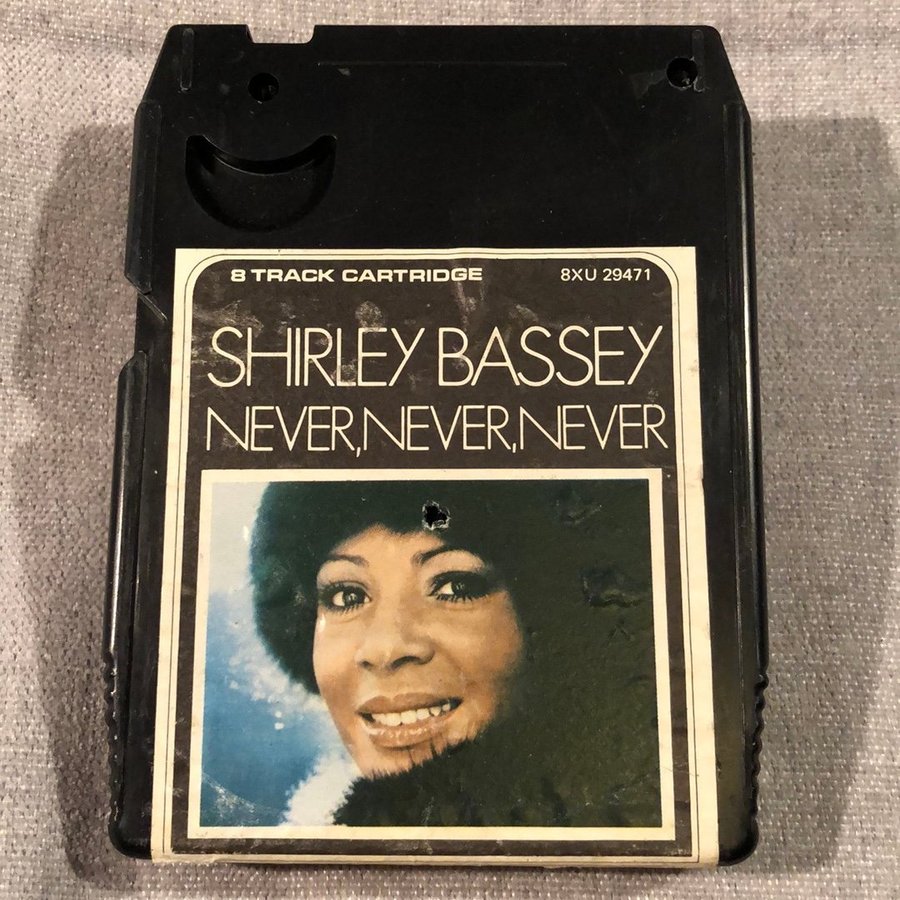 8 TRACK CARTRIDGE 8XU 29471
SHIRLEY BASSEY
NEVER, NEVER, NEVER